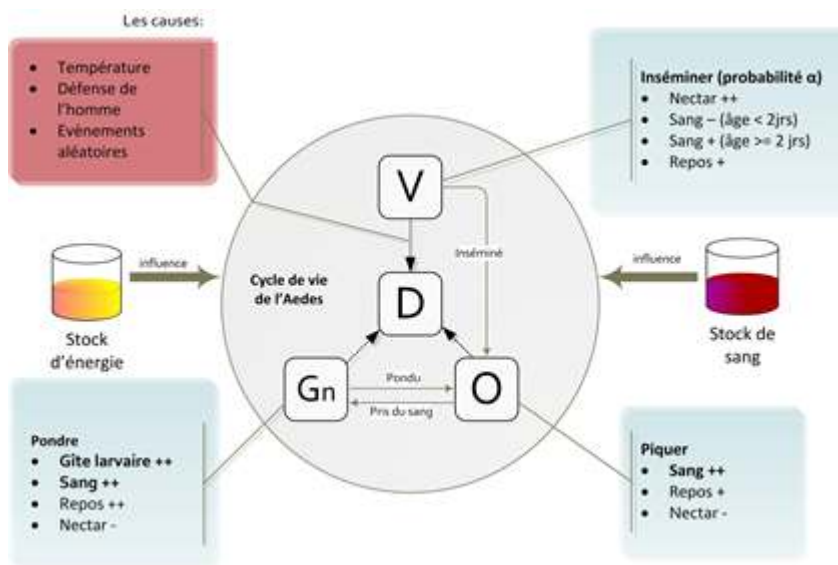 Les causes:
• Température
• Défense de
l'homme
• Evènements
aléatoires
Inséminer (probabilité α)
• Nectar ++
• Sang – (âge < 2jrs)
• Sang + (âge >= 2 jrs)
• Repos +
V
Inséminé
influence
Stock
d'énergie
Cycle de vie
de l'Aedes
D
influence
Stock de
sang
Gn
Pondu
Pris du sang
O
Pondre
• Gîte larvaire ++
• Sang ++
• Repos ++
• Nectar -
Piquer
• Sang ++
• Repos +
• Nectar -